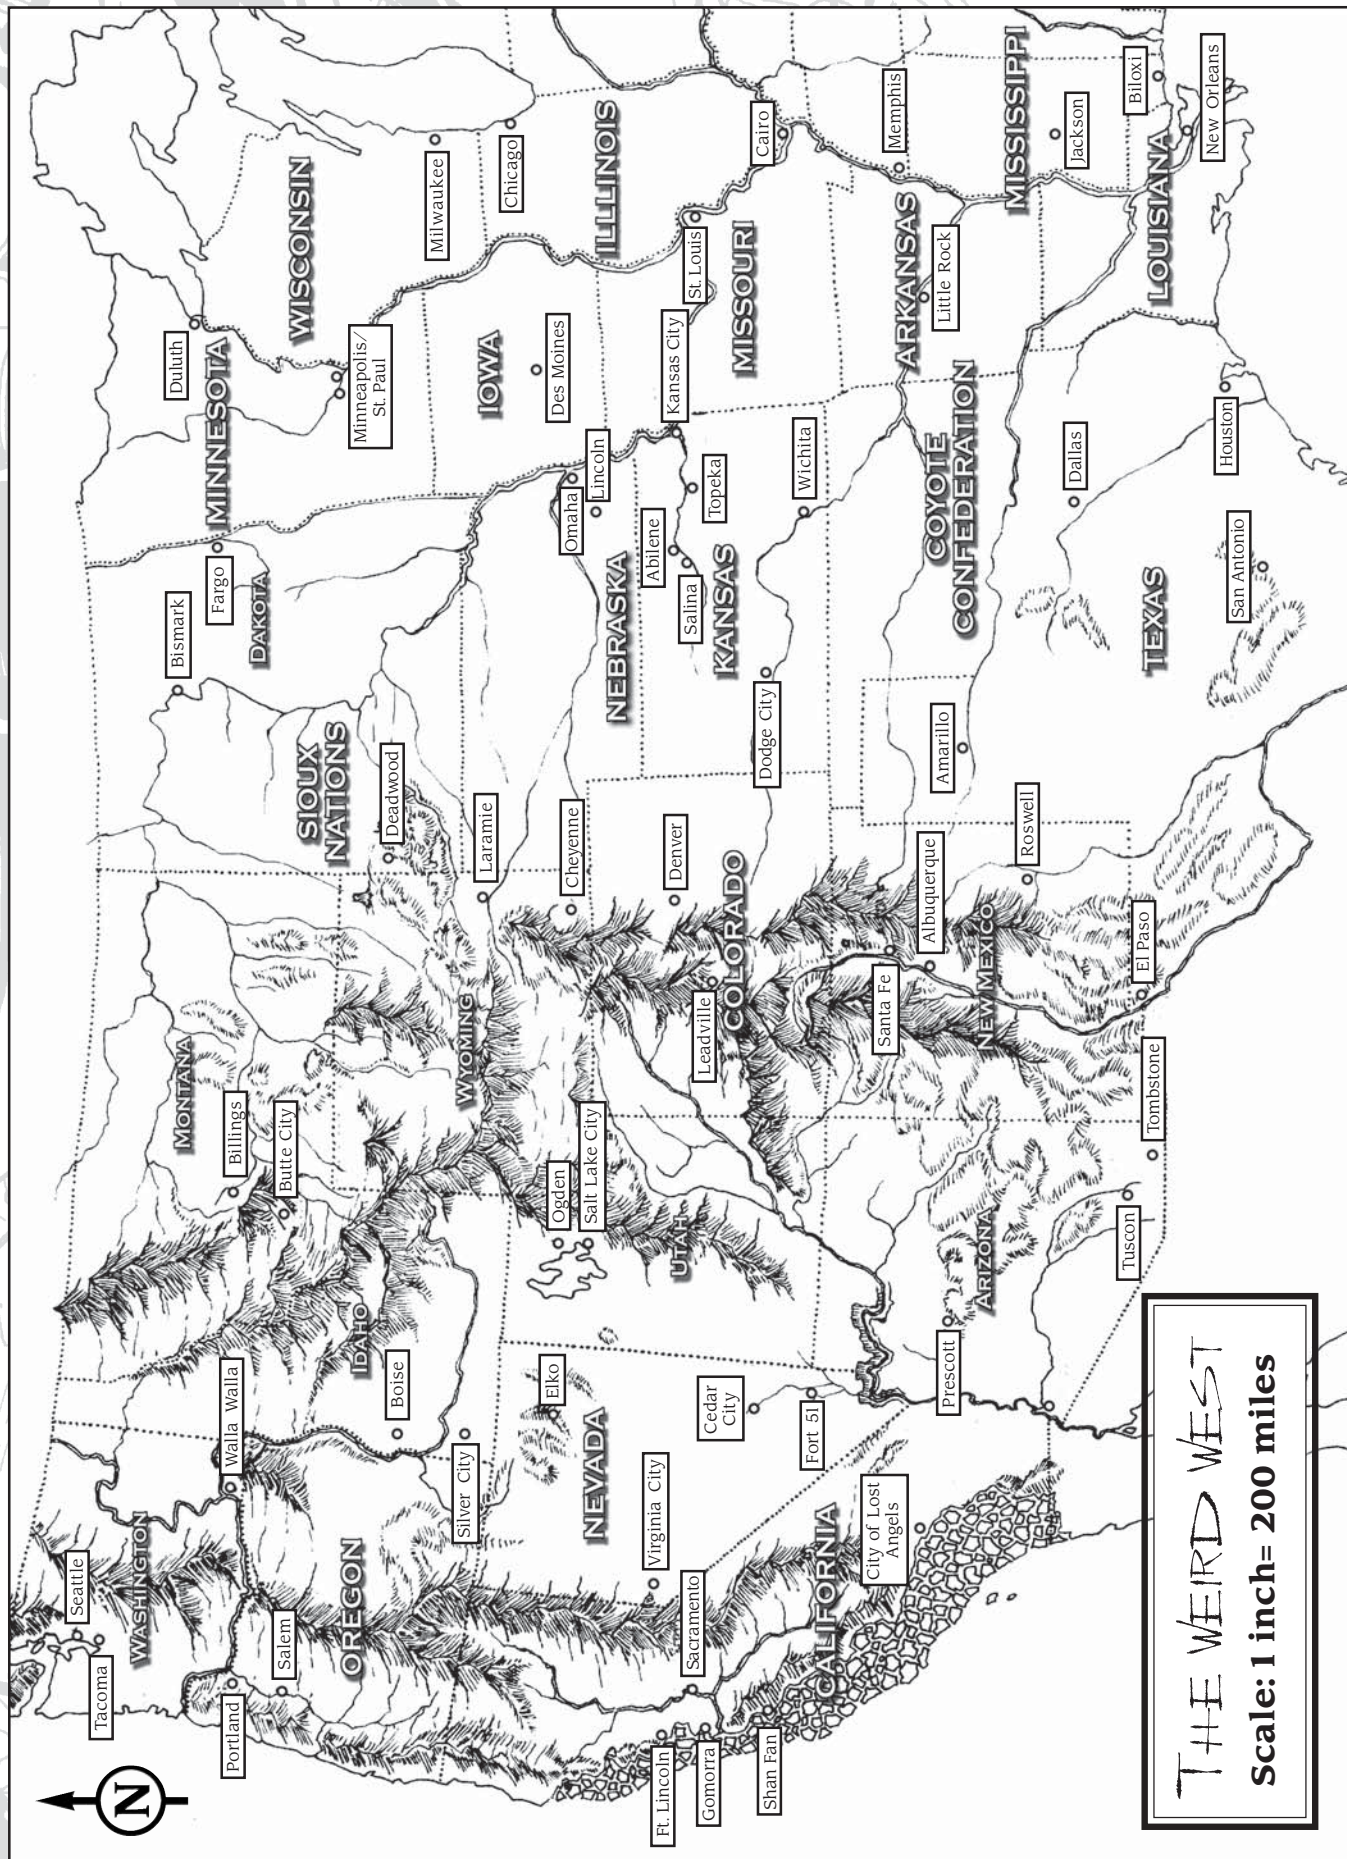 N
Seattle
Tacoma
WASHINGTON
Walla Walla
Portland
Salem
OREGON
Silver City
Boise
IDAHO
MONTANA
Billings
Butte City
Bismark
Fargo
DAKOTA
SIOUX
NATIONS
Deadwood
Duluth
MINNESOTA
Minneapolis/
St. Paul
WISCONSIN
Milwaukee
Chicago
ILLLINOIS
IOWA
Des Moines
WYOMING
Laramie
Cheyenne
Ogden
Salt Lake City
UTAH
Elko
NEVADA
Virginia City
Cedar
City
Fort 51
Sacramento
Ft. Lincoln
Gomorra
Shan Fan
CALIFORNIA
City of Lost
Angels
Denver
Leadville
COLORADO
NEBRASKA
Omaha
Lincoln
Abilene
Salina
Topeka
KANSAS
Dodge City
Wichita
Kansas City
St. Louis
MISSOURI
Cairo
Memphis
ARKANSAS
Little Rock
COYOTE
CONFEDERATION
Prescott
ARIZONA
Tuscon
Tombstone
Santa Fe
Albuquerque
NEW MEXICO
Roswell
El Paso
Amarillo
Dallas
TEXAS
San Antonio
Houston
MISSISSIPPI
Jackson
Biloxi
LOUISIANA
New Orleans
THE WEIRD WEST
Scale: 1 inch= 200 miles